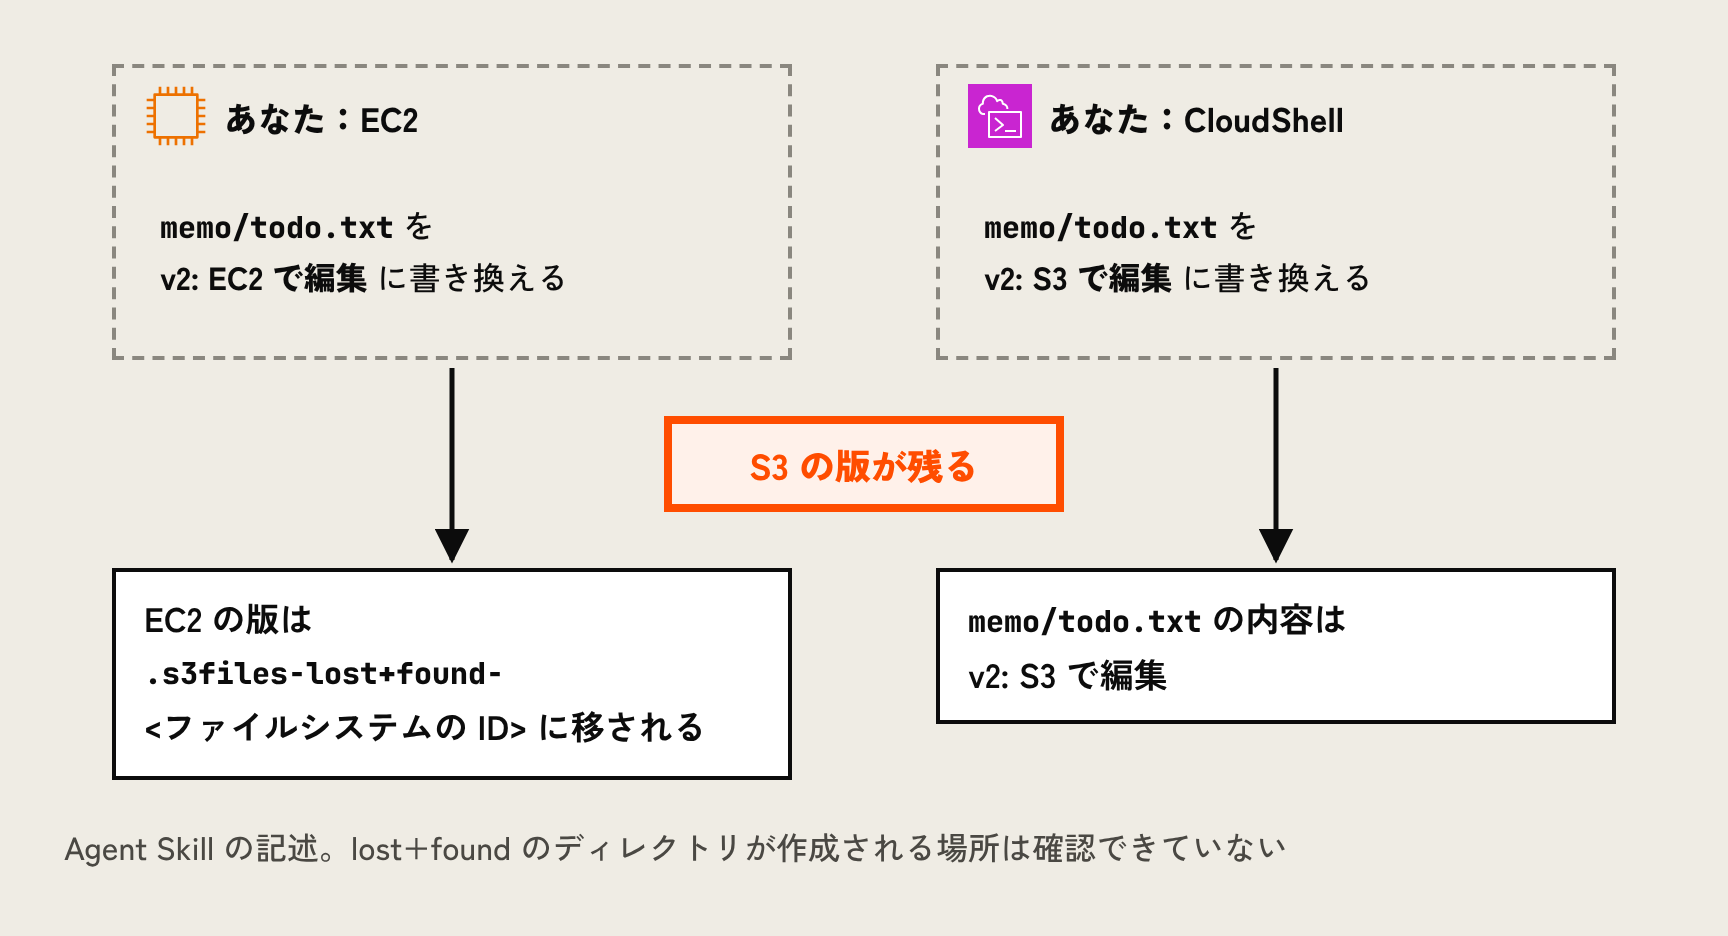 あなた：EC2
memo/todo.txt を
v2: EC2 で編集 に書き換える
あなた：CloudShell
memo/todo.txt を
v2: S3 で編集 に書き換える
S3 の版が残る
EC2 の版は
.s3files-lost+found-
<ファイルシステムの ID> に移される
memo/todo.txt の内容は
v2: S3 で編集
Agent Skill の記述。lost+found のディレクトリが作成される場所は確認できていない